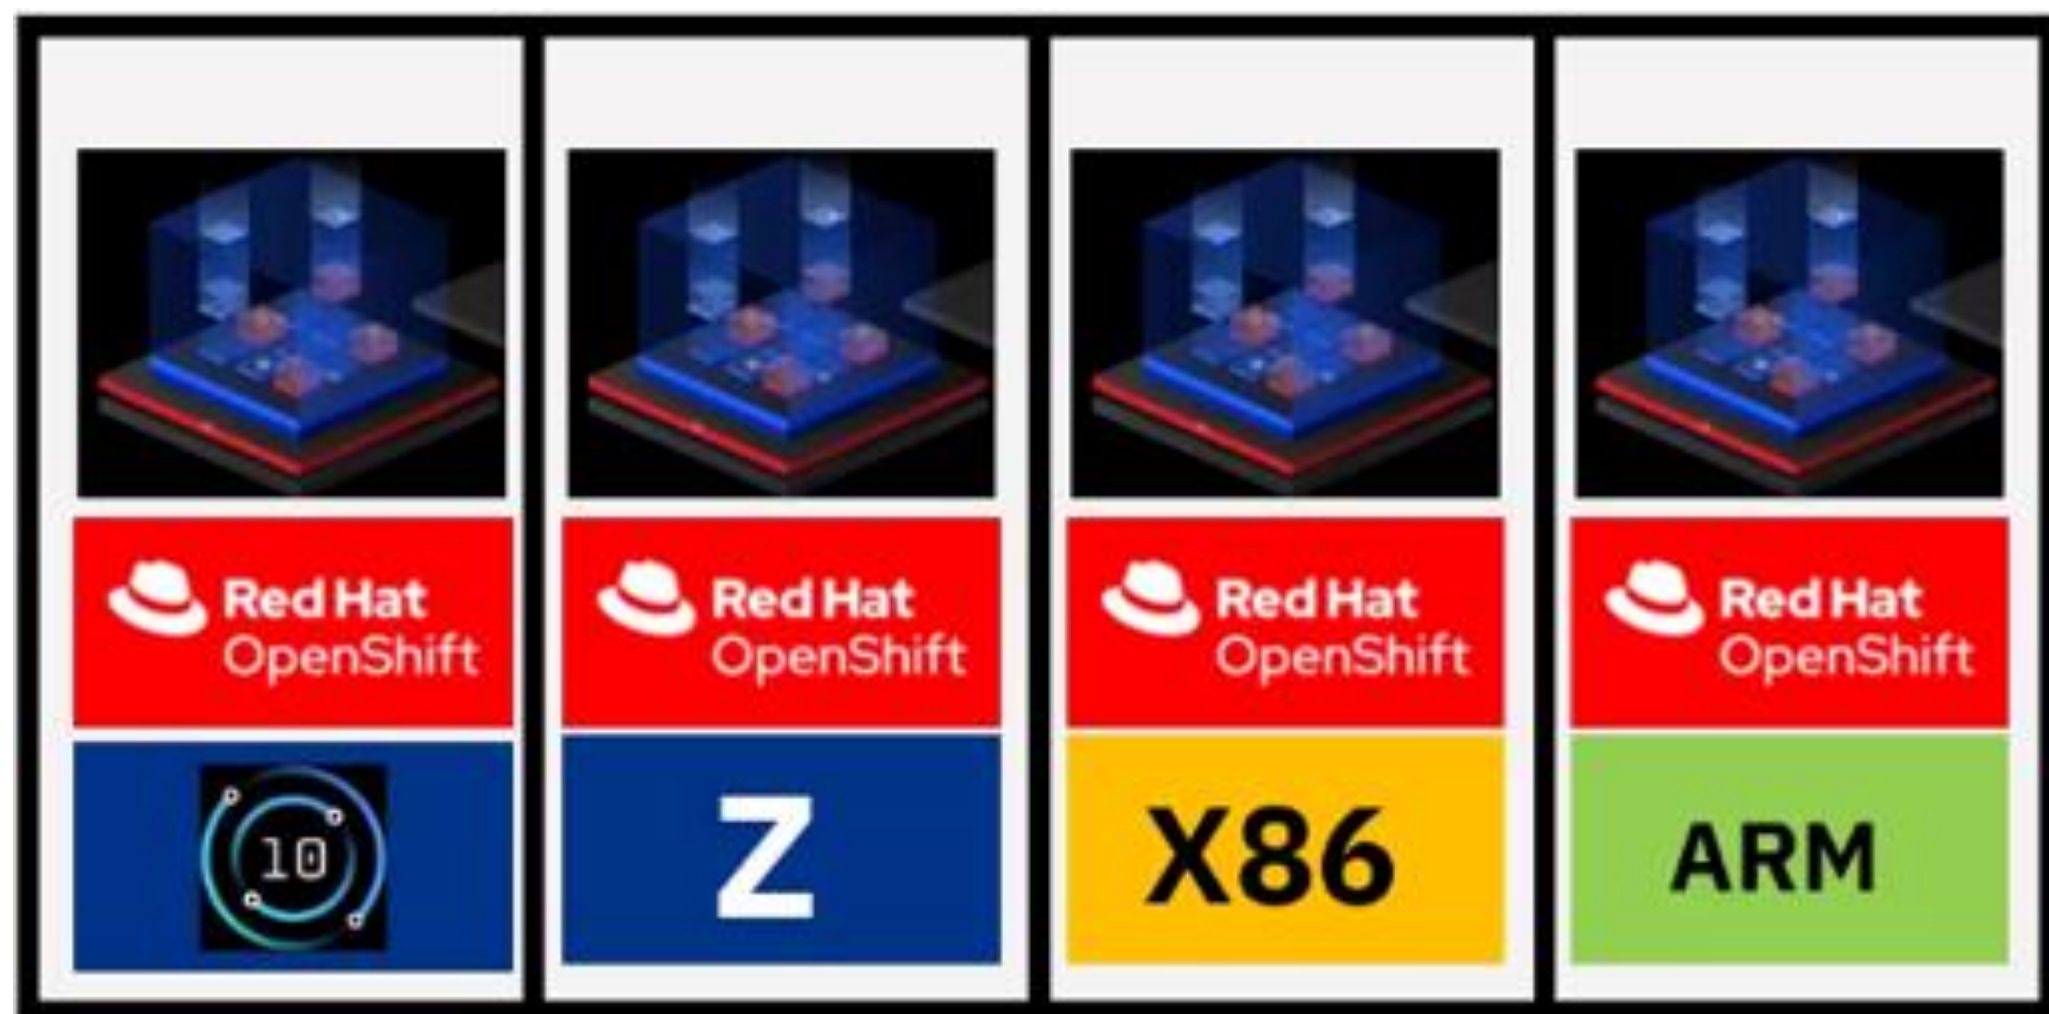 Red Hat
OpenShift
Red Hat
OpenShift
Red Hat
OpenShift
Red Hat
OpenShift
10
Z
X86
ARM